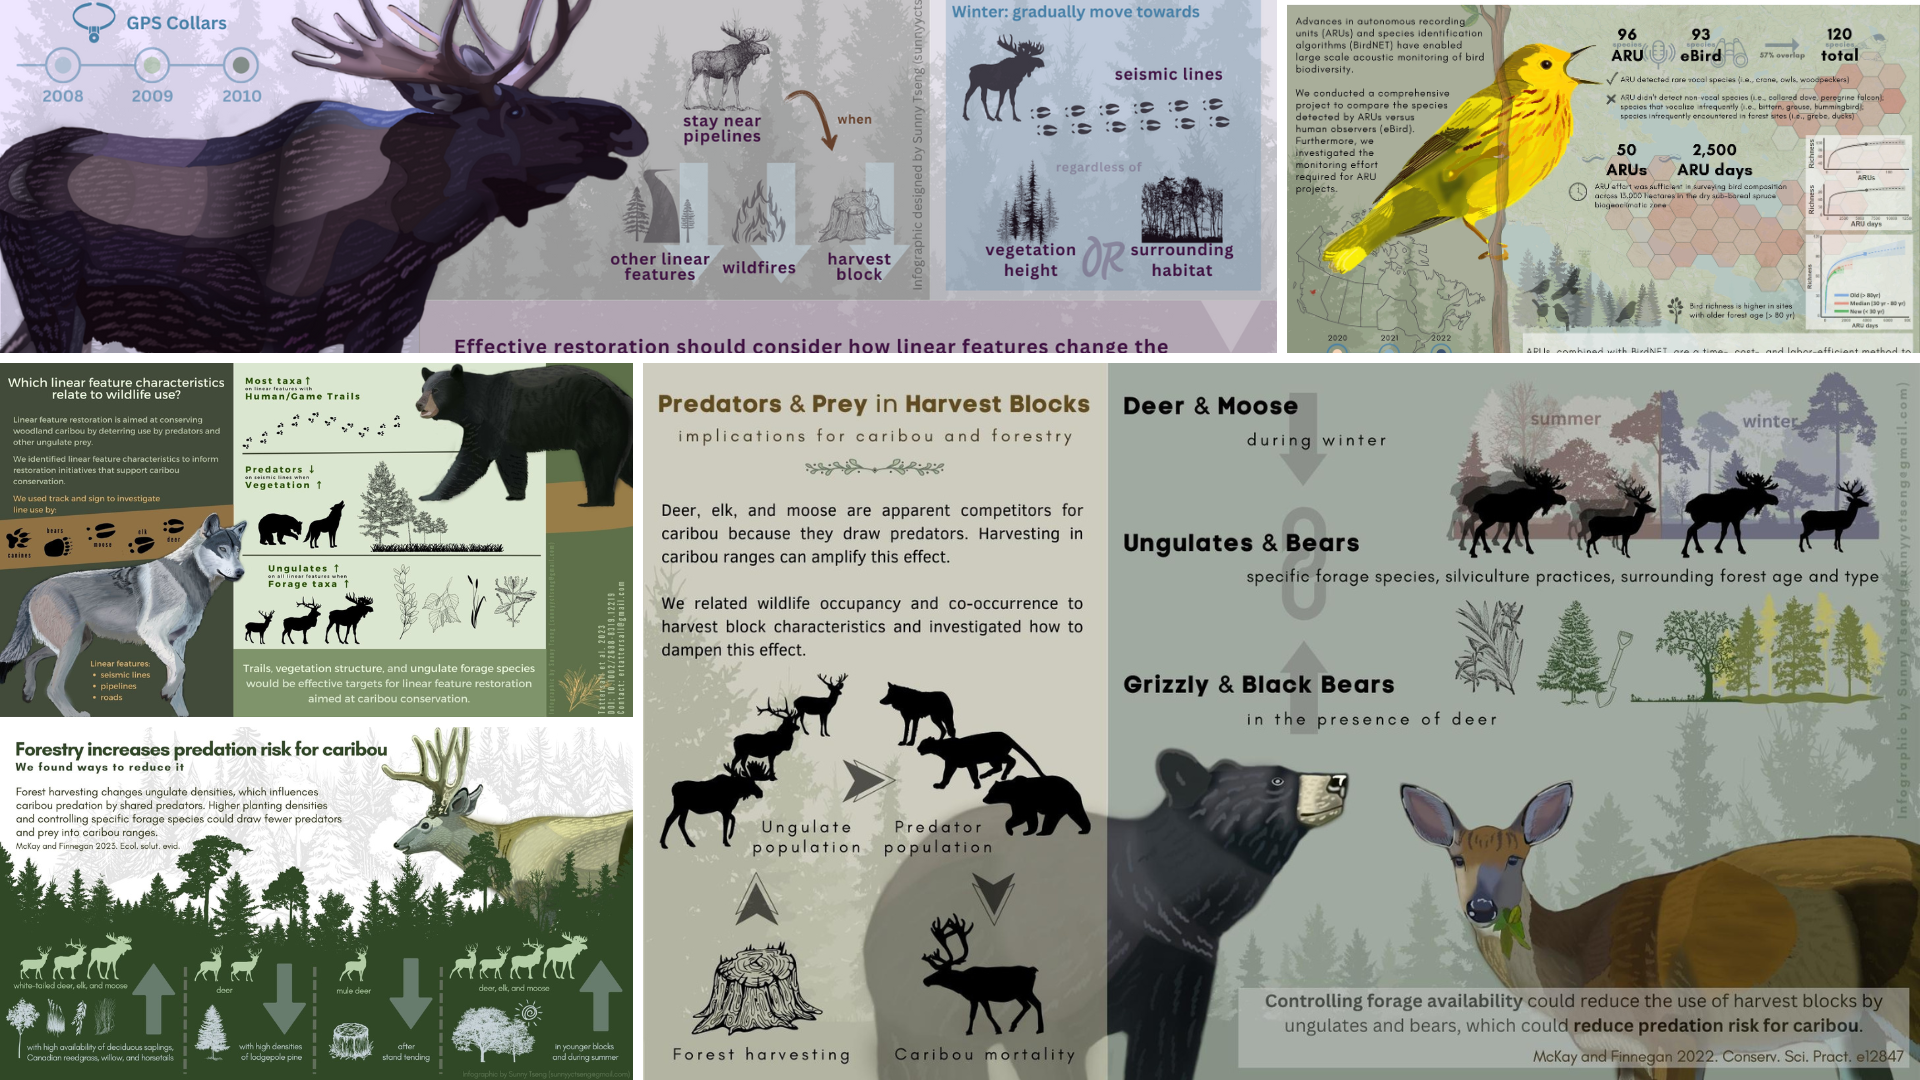 GPS Collars
2008 2009 2010
stay near
pipelines
when
other linear
features
wildfires
harvest
block
Infographic designed by Sunny Tseng (sunnyycts
Winter: gradually move towards
seismic lines
regardless of
vegetation
height
OR
surrounding
habitat
Effective restoration should consider how linear features change the
Advances in autonomous recording
units (ARUs) and species identification
algorithms (BirdNET) have enabled
large scale acoustic monitoring of bird
biodiversity.
We conducted a comprehensive
project to compare the species
detected by ARUs versus
human observers (eBird).
Furthermore, we
investigated the
monitoring effort
required for ARU
projects.
2020 2021 2022
96
species
ARU
93
species
eBird
57% overlap
120
species
total
ARU detected rare vocal species (i.e., crane, owls, woodpeckers)
ARU didn't detect non-vocal species (i.e., collared dove, peregrine falcon);
species that vocalize infrequently (i.e., bittern, grouse, hummingbird);
species infrequently encountered in forest sites (i.e., grebe, ducks)
50
ARUs
2,500
ARU days
ARU effort was sufficient in surveying bird composition
across 13,000 hectares in the dry sub-boreal spruce
biogeoclimatic zone
Richness
ARUs
Richness
ARU days
Richness
Old (> 80yr)
Median (30 yr - 80 yr)
New (< 30 yr)
ARU days
Bird richness is higher in sites
with older forest age (> 80 yr)
ARUs, combined with BirdNET, are a time-, cost-, and labor-efficient method to
Which linear feature characteristics
relate to wildlife use?
Linear feature restoration is aimed at conserving
woodland caribou by deterring use by predators and
other ungulate prey.
We identified linear feature characteristics to inform
restoration initiatives that support caribou
conservation.
We used track and sign to investigate
line use by:
canines
bears
moose
elk
deer
Linear features:
• seismic lines
• pipelines
• roads
Most taxa ↑
on linear features with
Human/Game Trails
Predators ↓
on seismic lines when
Vegetation ↑
Ungulates ↑
on all linear features when
Forage taxa ↑
Trails, vegetation structure, and ungulate forage species
would be effective targets for linear feature restoration
aimed at caribou conservation.
Tattersall et al. 2023
Forestry increases predation risk for caribou
We found ways to reduce it
Forest harvesting changes ungulate densities, which influences
caribou predation by shared predators. Higher planting densities
and controlling specific forage species could draw fewer predators
and prey into caribou ranges.
McKay and Finnegan 2023. Ecol. solut. evid.
white-tailed deer, elk, and moose
with high availability of deciduous saplings,
Canadian reedgrass, willow, and horsetails
deer
with high densities
of lodgepole pine
mule deer
after
stand tending
deer, elk, and moose
in younger blocks
and during summer
Infographic by Sunny Tseng (sunnyyctseng@gmail.com)
Predators & Prey in Harvest Blocks
implications for caribou and forestry
Deer, elk, and moose are apparent competitors for
caribou because they draw predators. Harvesting in
caribou ranges can amplify this effect.
We related wildlife occupancy and co-occurrence to
harvest block characteristics and investigated how to
dampen this effect.
Ungulate
population
Predator
population
Forest harvesting
Caribou mortality
Deer & Moose
during winter
summer
winter
Ungulates & Bears
specific forage species, silviculture practices, surrounding forest age and type
Grizzly & Black Bears
in the presence of deer
Controlling forage availability could reduce the use of harvest blocks by
ungulates and bears, which could reduce predation risk for caribou.
McKay and Finnegan 2022. Conserv. Sci. Pract. e12847
Infographic by Sunny Tseng (sunnyyctseng@gmail.com)